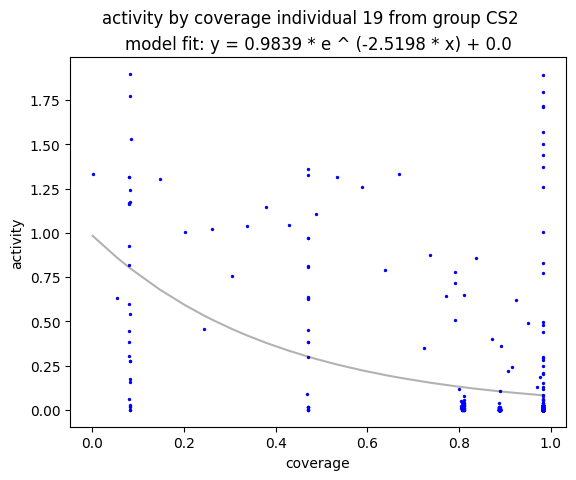 activity by coverage individual 19 from group CS2
model fit: y = 0.9839 * e ^ (-2.5198 * x) + 0.0
1.75
1.50
1.25
1.00
0.75
0.50
0.25
0.00
activity
0.0 0.2 0.4 0.6 0.8 1.0
coverage